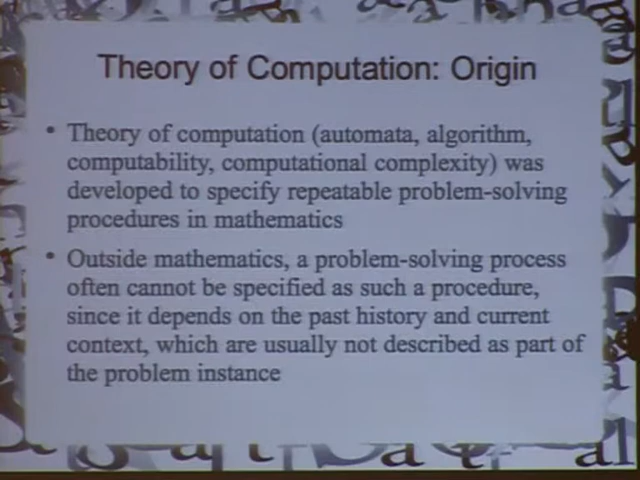 Theory of Computation: Origin
• Theory of computation (automata, algorithm,
computability, computational complexity) was
developed to specify repeatable problem-solving
procedures in mathematics
• Outside mathematics, a problem-solving process
often cannot be specified as such a procedure,
since it depends on the past history and current
context, which are usually not described as part of
the problem instance